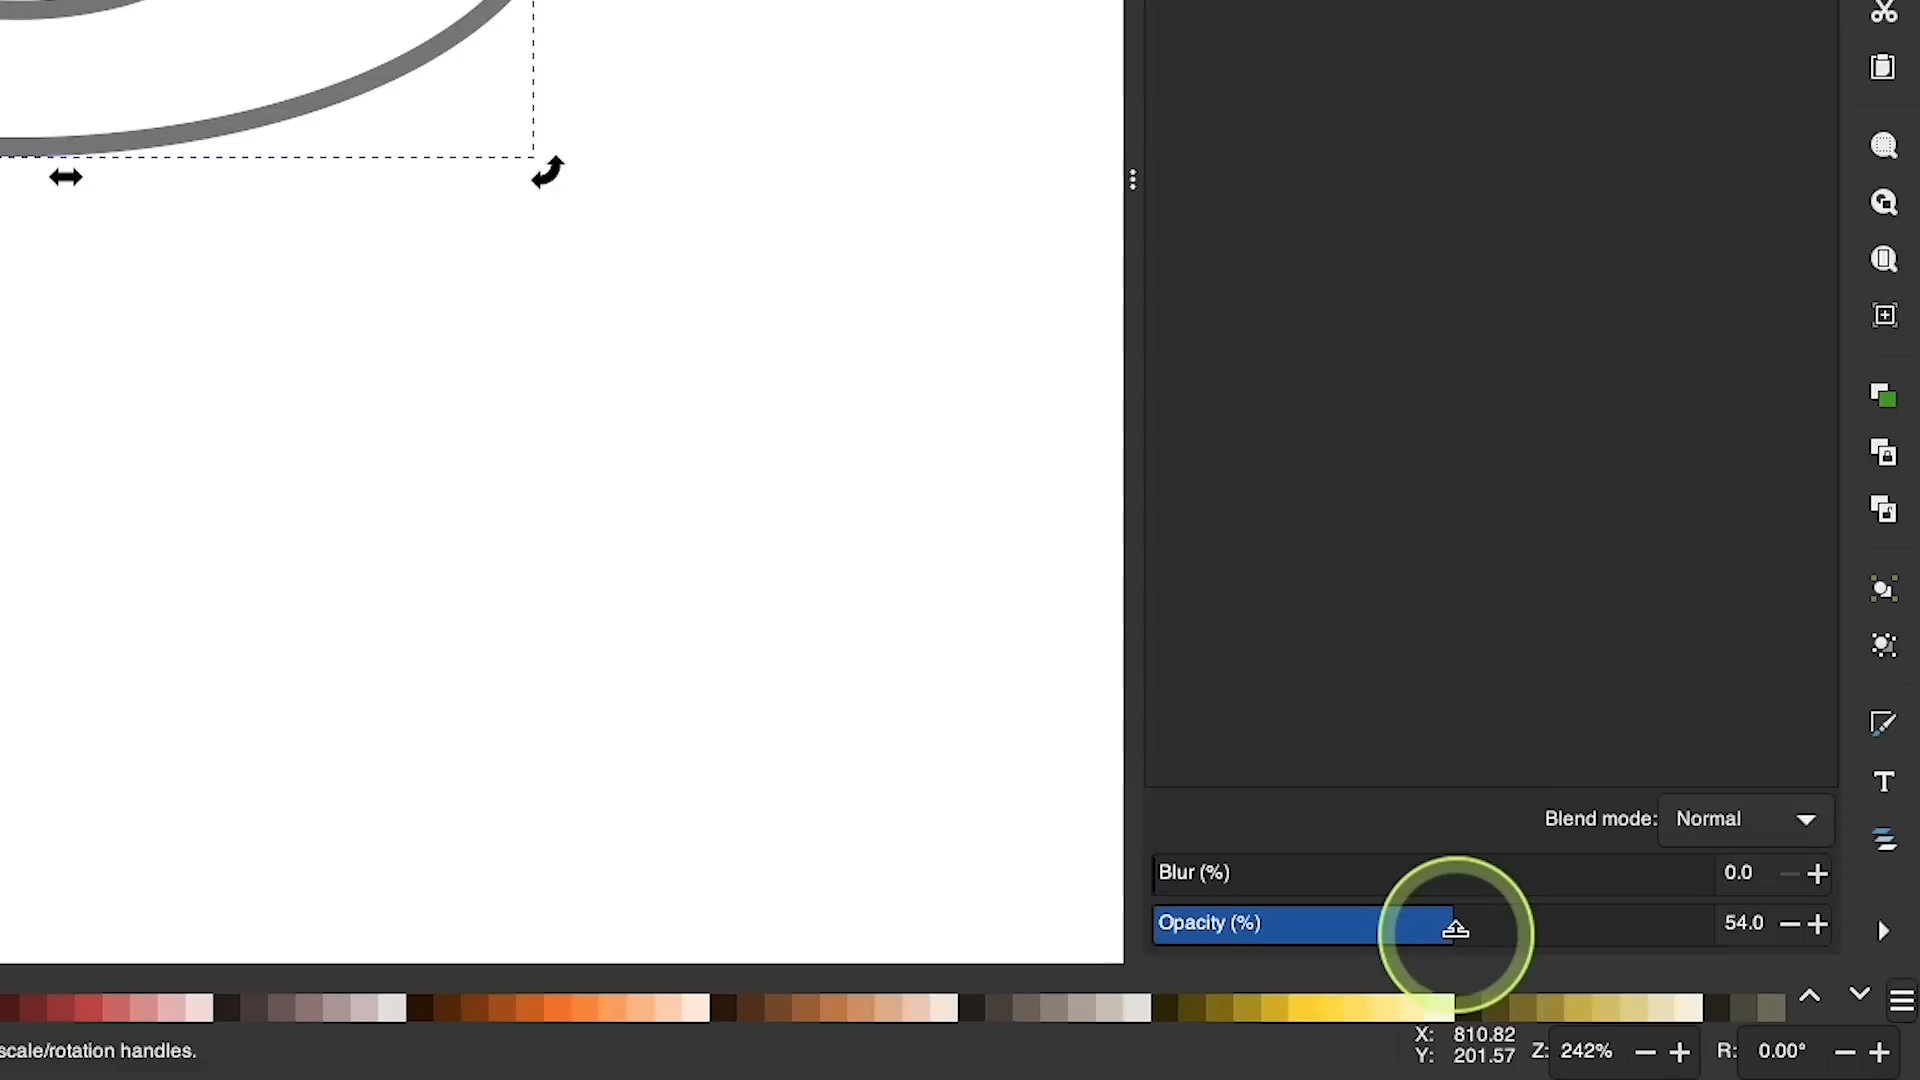 Blend mode: Normal
Blur (%) 0.0
Opacity (%) 54.0
X: 810.82
Y: 201.57
Z: 242%
R: 0.00°
scale/rotation handles.